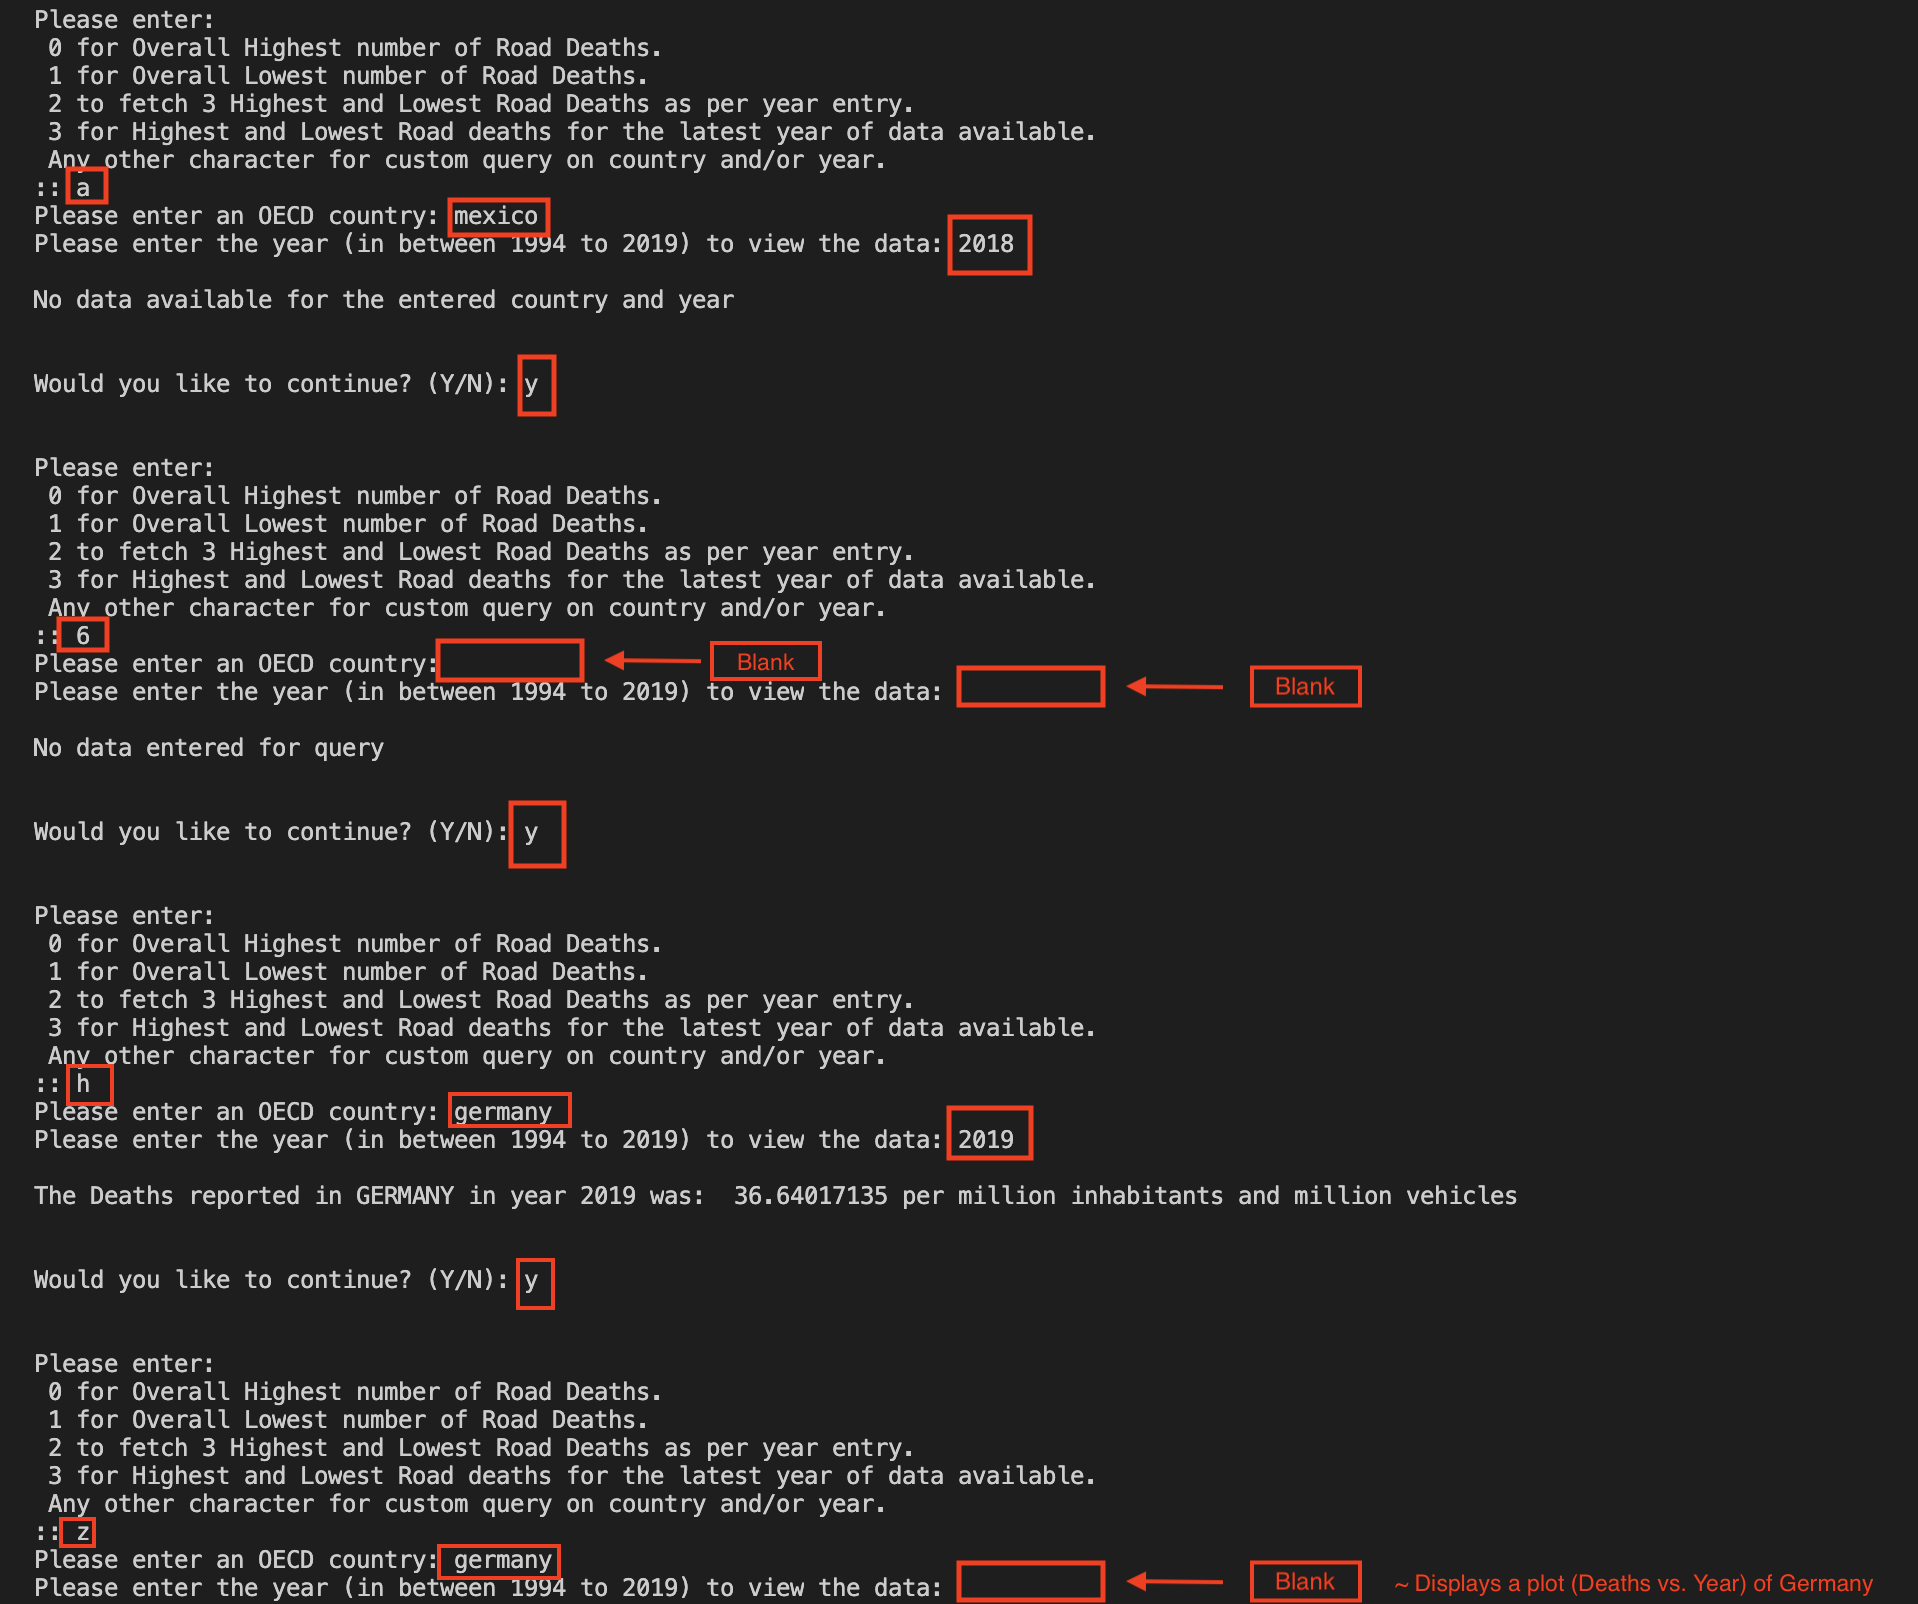 Please enter:
0 for Overall Highest number of Road Deaths.
1 for Overall Lowest number of Road Deaths.
2 to fetch 3 Highest and Lowest Road Deaths as per year entry.
3 for Highest and Lowest Road deaths for the latest year of data available.
Any other character for custom query on country and/or year.
:: a
Please enter an OECD country: mexico
Please enter the year (in between 1994 to 2019) to view the data: 2018
No data available for the entered country and year
Would you like to continue? (Y/N): y
Please enter:
0 for Overall Highest number of Road Deaths.
1 for Overall Lowest number of Road Deaths.
2 to fetch 3 Highest and Lowest Road Deaths as per year entry.
3 for Highest and Lowest Road deaths for the latest year of data available.
Any other character for custom query on country and/or year.
:: 6
Please enter an OECD country: Blank
Please enter the year (in between 1994 to 2019) to view the data: Blank
No data entered for query
Would you like to continue? (Y/N): y
Please enter:
0 for Overall Highest number of Road Deaths.
1 for Overall Lowest number of Road Deaths.
2 to fetch 3 Highest and Lowest Road Deaths as per year entry.
3 for Highest and Lowest Road deaths for the latest year of data available.
Any other character for custom query on country and/or year.
:: h
Please enter an OECD country: germany
Please enter the year (in between 1994 to 2019) to view the data: 2019
The Deaths reported in GERMANY in year 2019 was:  36.64017135 per million inhabitants and million vehicles
Would you like to continue? (Y/N): y
Please enter:
0 for Overall Highest number of Road Deaths.
1 for Overall Lowest number of Road Deaths.
2 to fetch 3 Highest and Lowest Road Deaths as per year entry.
3 for Highest and Lowest Road deaths for the latest year of data available.
Any other character for custom query on country and/or year.
:: z
Please enter an OECD country: germany
Please enter the year (in between 1994 to 2019) to view the data: Blank ~ Displays a plot (Deaths vs. Year) of Germany